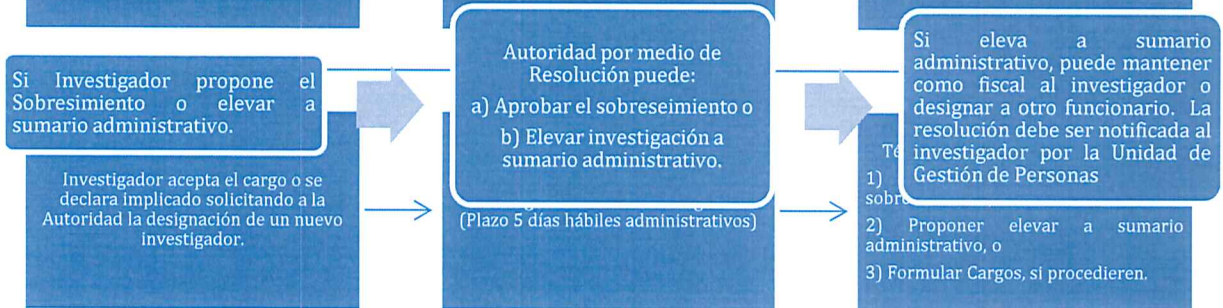 Si Investigador propone el
Sobresimiento o elevar a
sumario administrativo.
Autoridad por medio de
Resolución puede:
a) Aprobar el sobreseimiento o
b) Elevar investigación a
sumario administrativo.
Si eleva a sumario
administrativo, puede mantener
como fiscal al investigador o
designar a otro funcionario. La
resolución debe ser notificada al
investigador por la Unidad de
Gestión de Personas
Investigador acepta el cargo o se
declara implicado solicitando a la
Autoridad la designación de un nuevo
investigador.
(Plazo 5 días hábiles administrativos)
1)
2) Proponer elevar a sumario
administrativo, o
3) Formular Cargos, si procedieren.